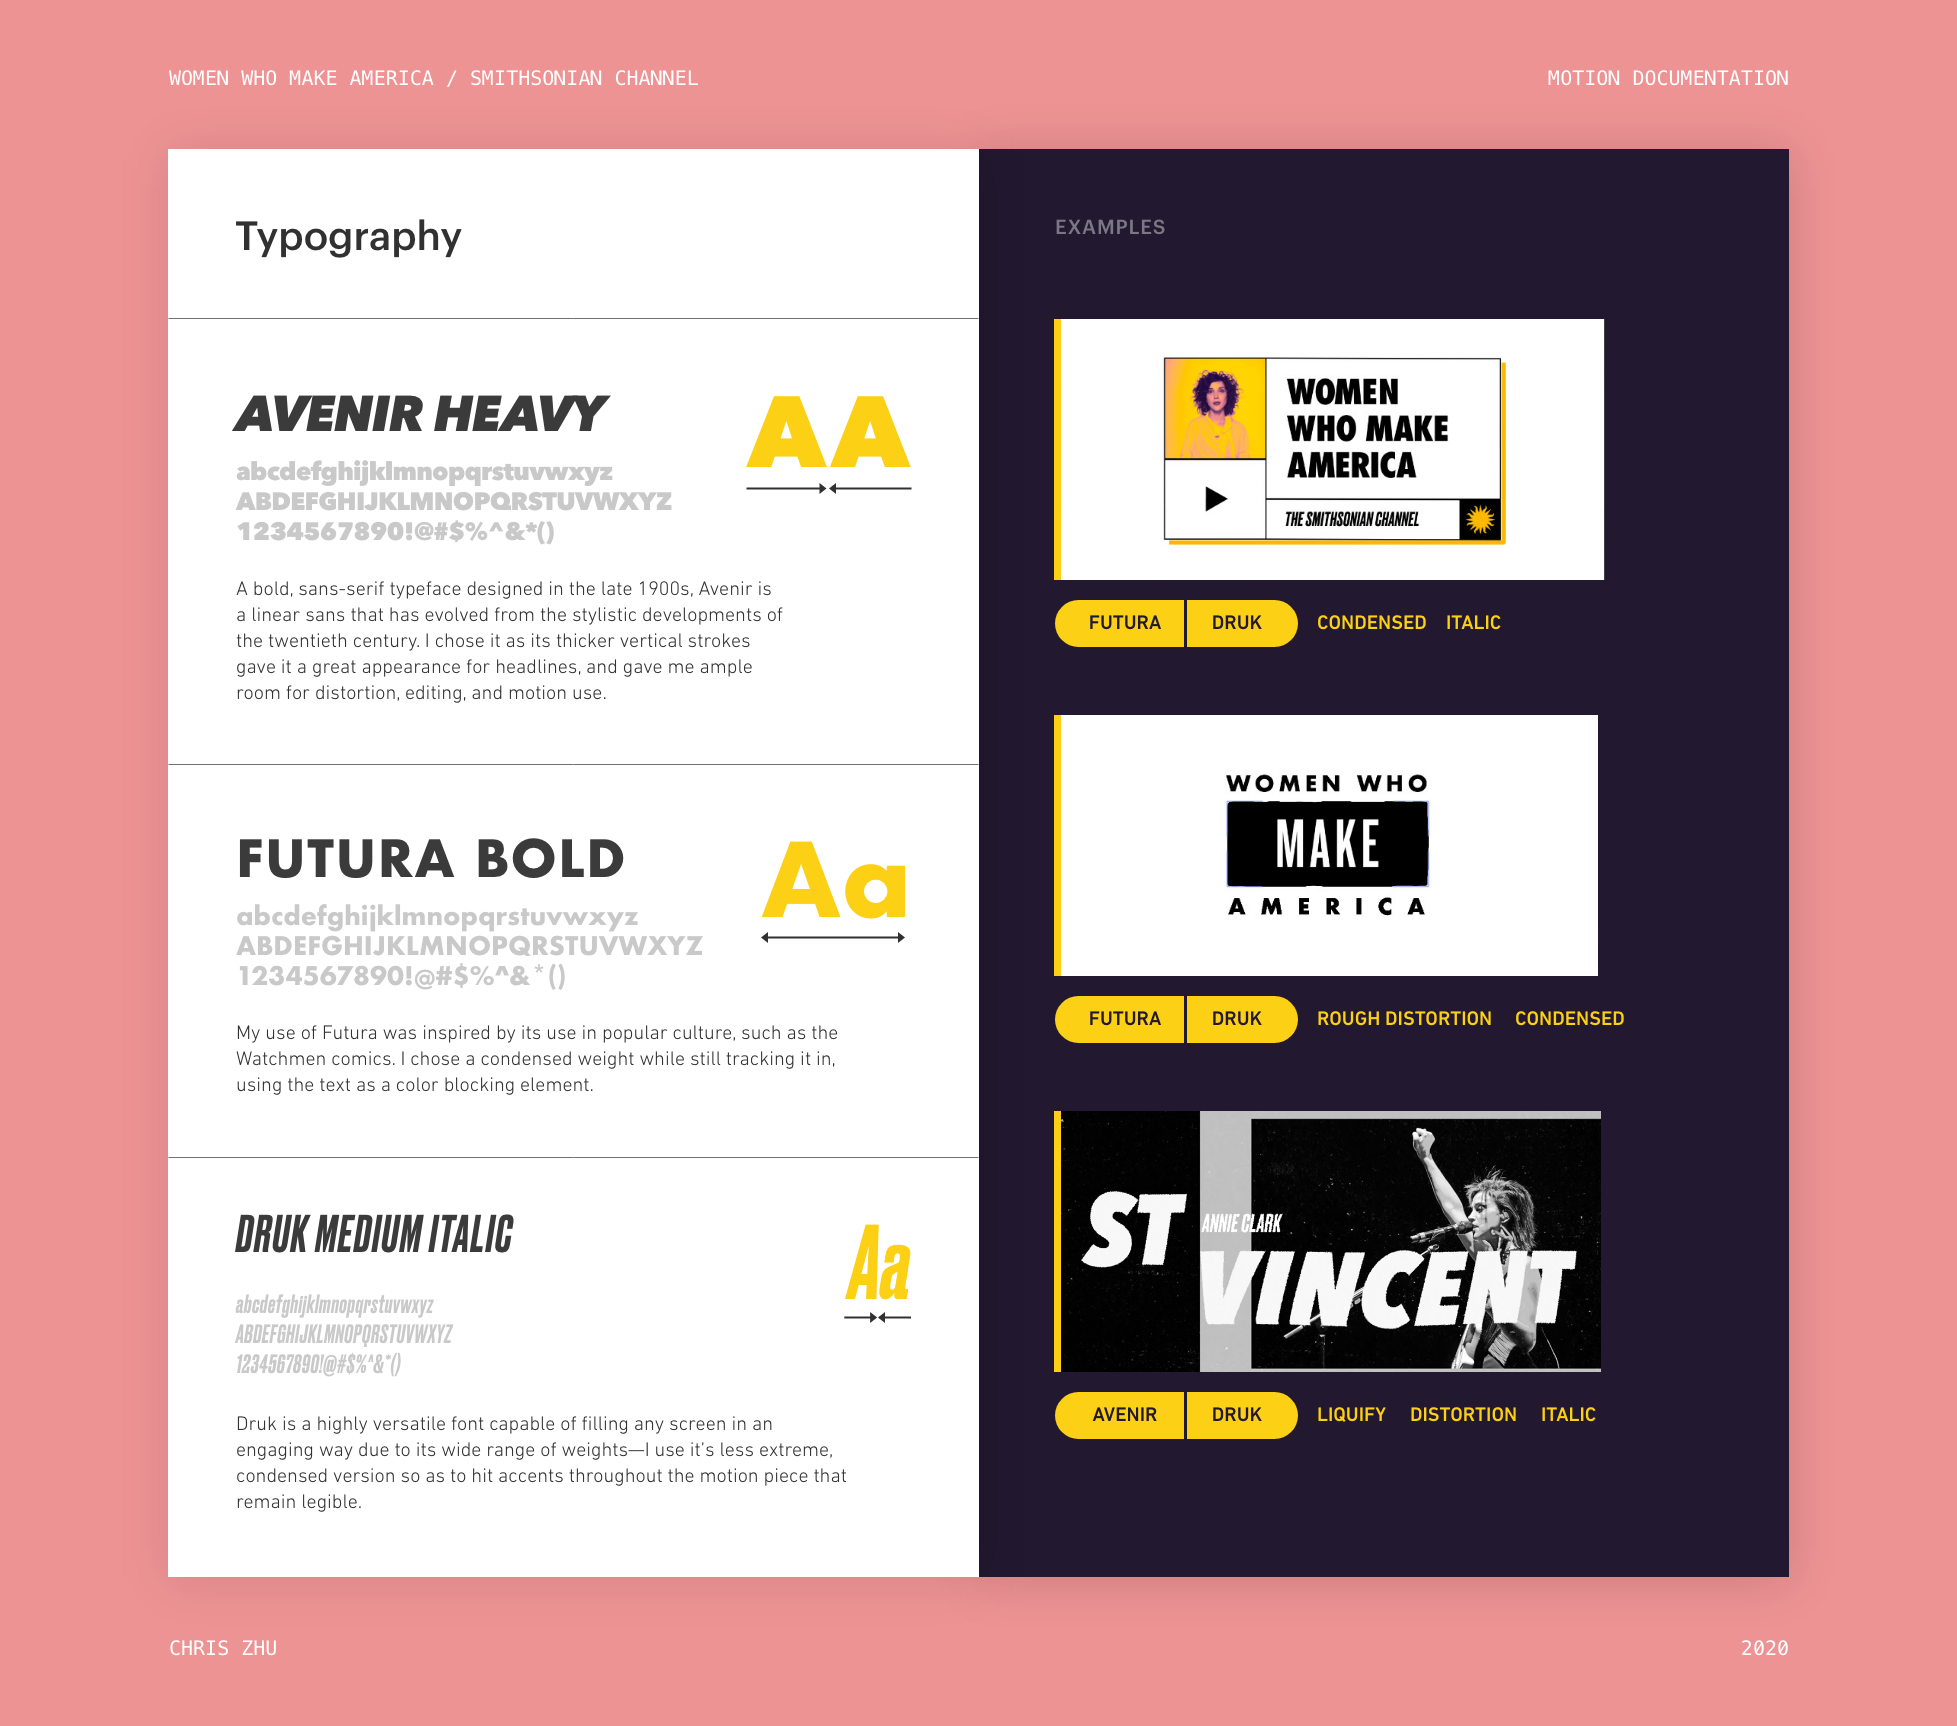 WOMEN WHO MAKE AMERICA / SMITHSONIAN CHANNEL
MOTION DOCUMENTATION
Typography
AVENIR HEAVY
abcdefghijklmnopqrstuvwxyz
ABDEFGHIJKLMNOPQRSTUVWXYZ
1234567890!@#$%^&*()
AA
A bold, sans-serif typeface designed in the late 1900s, Avenir is
a linear sans that has evolved from the stylistic developments of
the twentieth century. I chose it as its thicker vertical strokes
gave it a great appearance for headlines, and gave me ample
room for distortion, editing, and motion use.
FUTURA BOLD
abcdefghijklmnopqrstuvwxyz
ABDEFGHIJKLMNOPQRSTUVWXYZ
1234567890!@#$%^&*()
Aa
My use of Futura was inspired by its use in popular culture, such as the
Watchmen comics. I chose a condensed weight while still tracking it in,
using the text as a color blocking element.
DRUK MEDIUM ITALIC
abcdefghijklmnopqrstuvwxyz
ABDEFGHIJKLMNOPQRSTUVWXYZ
1234567890!@#$%^&*()
Aa
Druk is a highly versatile font capable of filling any screen in an
engaging way due to its wide range of weights—I use it's less extreme,
condensed version so as to hit accents throughout the motion piece that
remain legible.
EXAMPLES
WOMEN
WHO MAKE
AMERICA
THE SMITHSONIAN CHANNEL
FUTURA DRUK CONDENSED ITALIC
WOMEN WHO
MAKE
AMERICA
FUTURA DRUK ROUGH DISTORTION CONDENSED
ST
ANNIE CLARK
VINCENT
AVENIR DRUK LIQUIFY DISTORTION ITALIC
CHRIS ZHU
2020